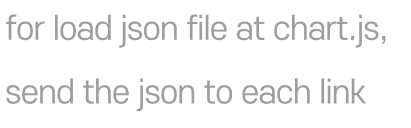 for load json file at chart.js,
send the json to each link